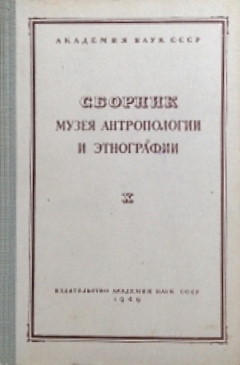 АКАДЕМИЯ НАУК СССР
СБОРНИК
МУЗЕЯ АНТРОПОЛОГИИ
И ЭТНОГРАФИИ
X
ИЗДАТЕЛЬСТВО АКАДЕМИИ НАУК СССР
1949